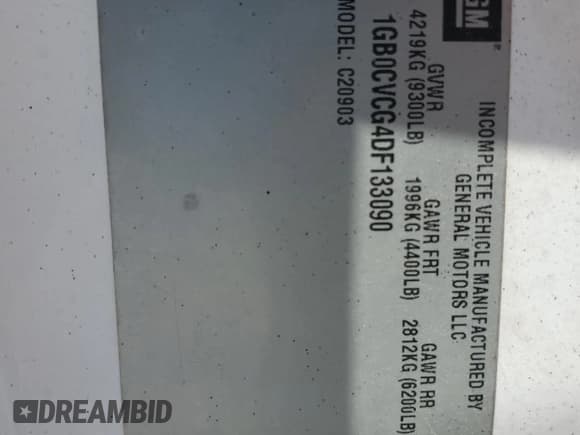 GM
INCOMPLETE VEHICLE MANUFACTURED BY
GENERAL MOTORS LLC
GVWR GAWR FRT GAWR RR
4219KG (9300LB) 1996KG (4400LB) 2812KG (6200LB)
1GB0CVCG4DF133090
MODEL: C20903
DREAMBID